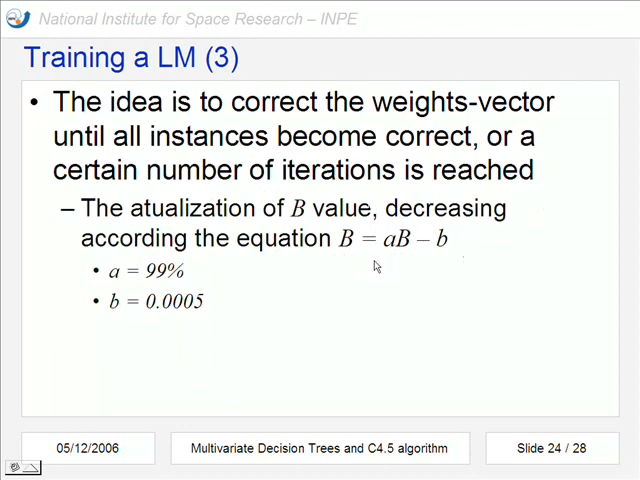 National Institute for Space Research – INPE
Training a LM (3)
• The idea is to correct the weights-vector
until all instances become correct, or a
certain number of iterations is reached
– The atualization of B value, decreasing
according the equation B = aB – b
• a = 99%
• b = 0.0005
05/12/2006
Multivariate Decision Trees and C4.5 algorithm
Slide 24 / 28